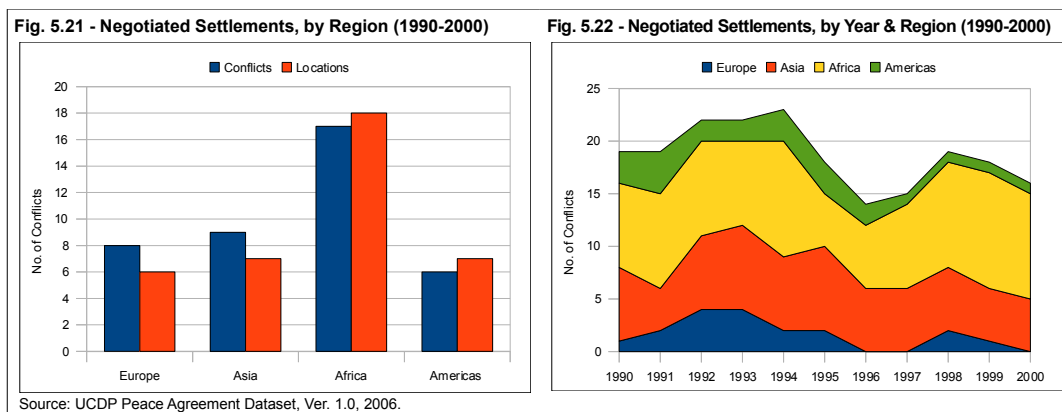 Fig. 5.21 - Negotiated Settlements, by Region (1990-2000)
Conflicts Locations
No. of Conflicts
20
18
16
14
12
10
8
6
4
2
0
Europe Asia Africa Americas
Fig. 5.22 - Negotiated Settlements, by Year & Region (1990-2000)
Europe Asia Africa Americas
No. of Conflicts
25
20
15
10
5
0
1990 1991 1992 1993 1994 1995 1996 1997 1998 1999 2000
Source: UCDP Peace Agreement Dataset, Ver. 1.0, 2006.